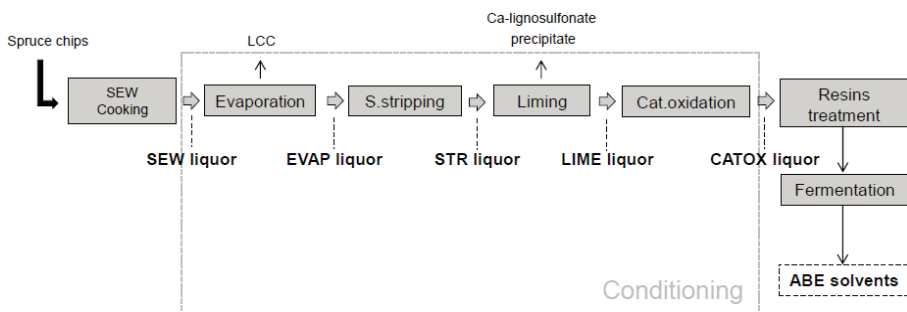 Ca-lignosulfonate
precipitate
Spruce chips
LCC
SEW
Cooking
Evaporation
S.stripping
Liming
Cat.oxidation
Resins
treatment
SEW liquor
EVAP liquor
STR liquor
LIME liquor
CATOX liquor
Fermentation
ABE solvents
Conditioning